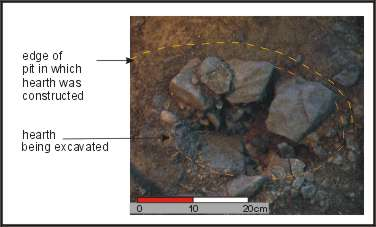 edge of
pit in which
hearth was
constructed
hearth
being excavated
0 10 20cm